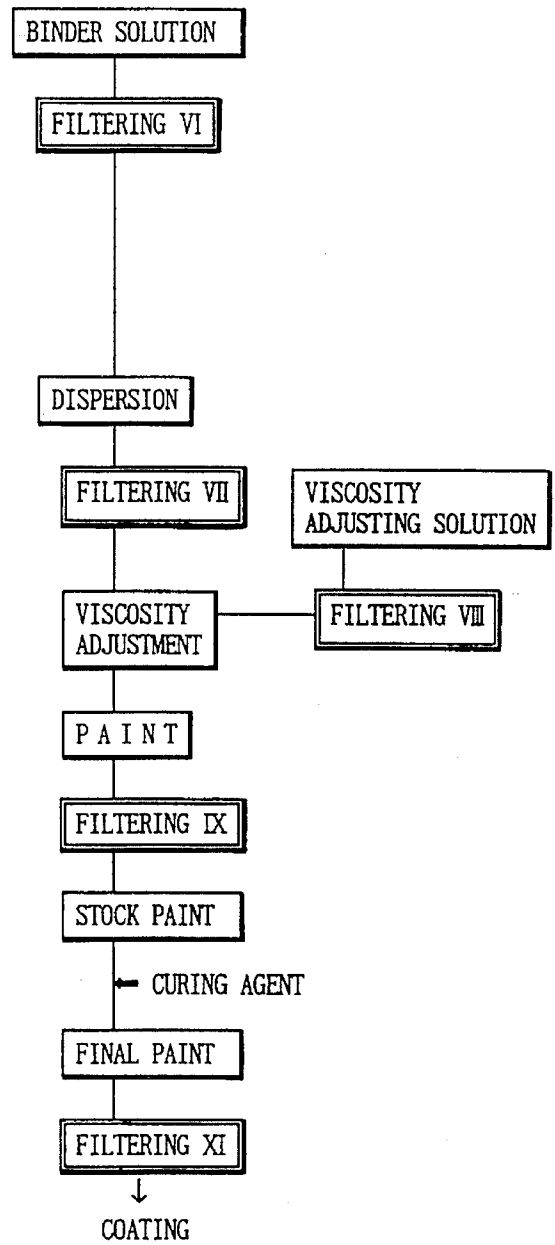 BINDER SOLUTION
FILTERING VI
DISPERSION
FILTERING VII
VISCOSITY
ADJUSTING SOLUTION
VISCOSITY
ADJUSTMENT
FILTERING VIII
PAINT
FILTERING IX
STOCK PAINT
CURING AGENT
FINAL PAINT
FILTERING XI
COATING